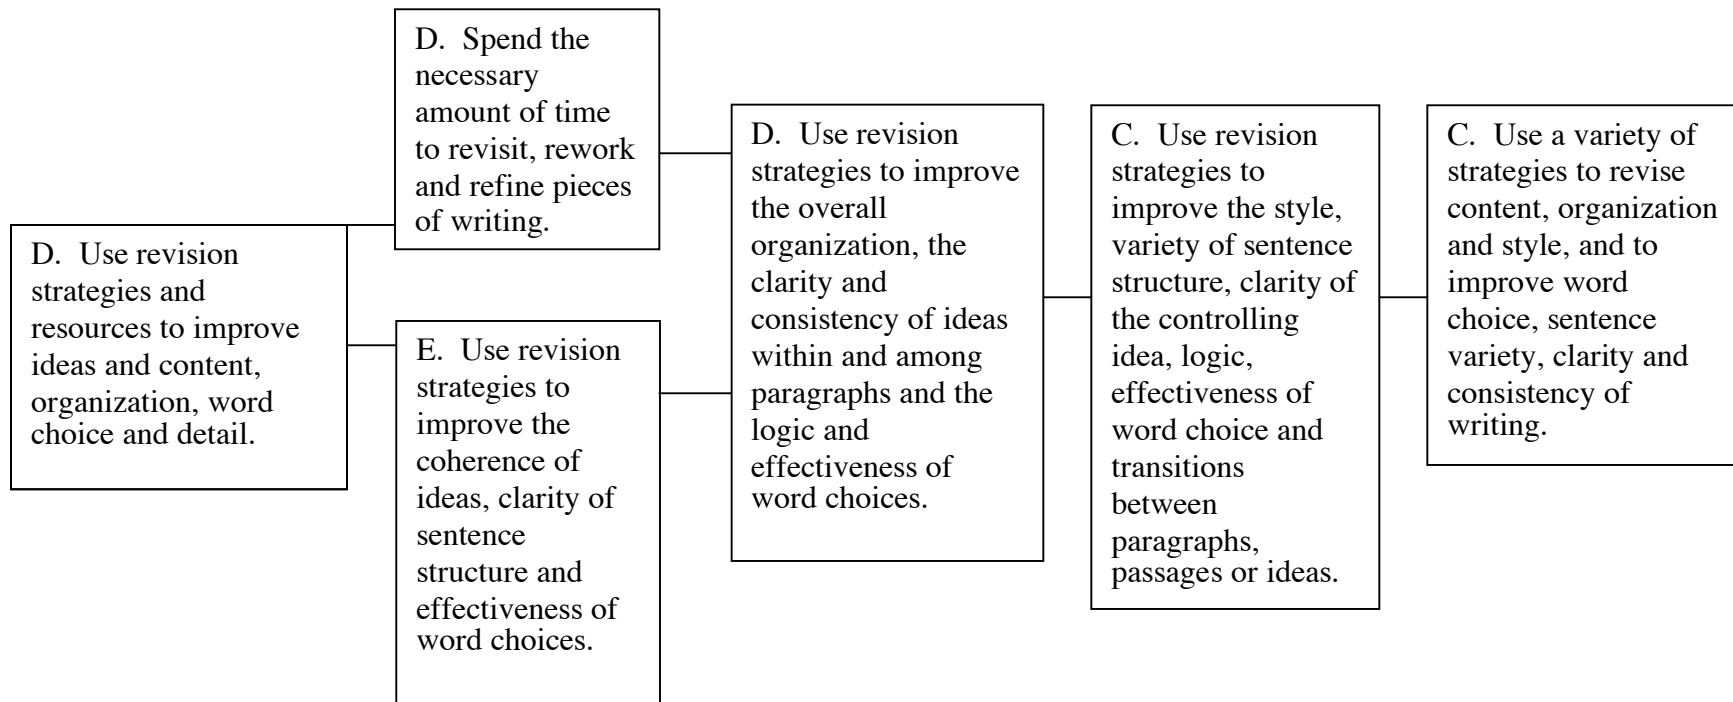 D.  Use revision
strategies and
resources to improve
ideas and content,
organization, word
choice and detail.
D.  Spend the
necessary
amount of time
to revisit, rework
and refine pieces
of writing.
E.  Use revision
strategies to
improve the
coherence of
ideas, clarity of
sentence
structure and
effectiveness of
word choices.
D.  Use revision
strategies to improve
the overall
organization, the
clarity and
consistency of ideas
within and among
paragraphs and the
logic and
effectiveness of
word choices.
C.  Use revision
strategies to
improve the style,
variety of sentence
structure, clarity of
the controlling
idea, logic,
effectiveness of
word choice and
transitions
between
paragraphs,
passages or ideas.
C.  Use a variety of
strategies to revise
content, organization
and style, and to
improve word
choice, sentence
variety, clarity and
consistency of
writing.